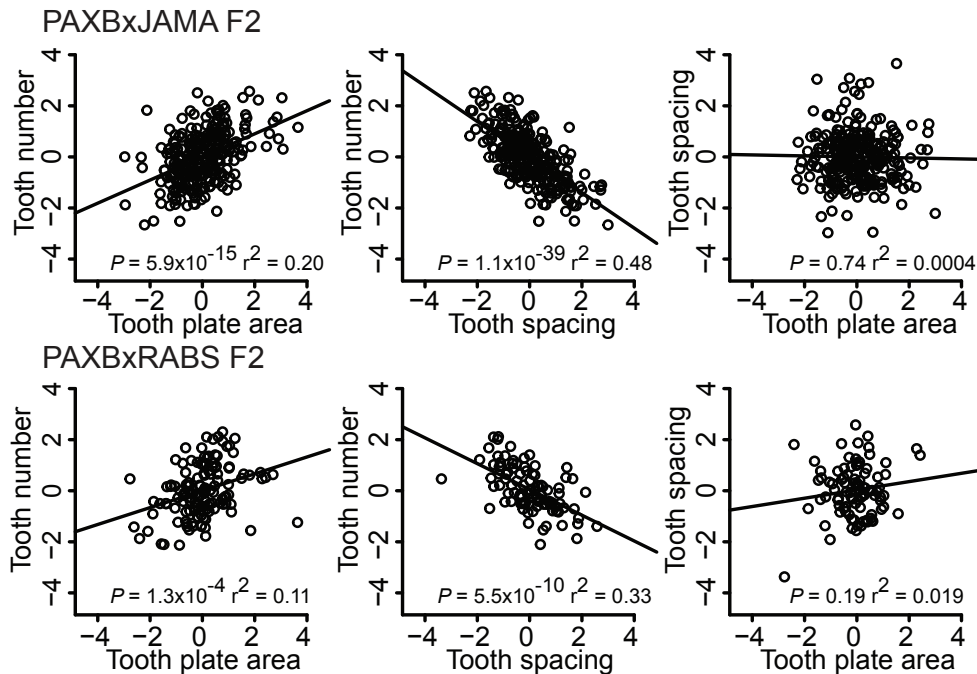 PAXBxJAMA F2
Tooth number
4
2
0
−2
−4
P = 5.9x10^-15 r^2 = 0.20
−4 −2 0 2 4
Tooth plate area
Tooth number
4
2
0
−2
−4
P = 1.1x10^-39 r^2 = 0.48
−4 −2 0 2 4
Tooth spacing
Tooth spacing
4
2
0
−2
−4
P = 0.74 r^2 = 0.0004
−4 −2 0 2 4
Tooth plate area
PAXBxRABS F2
Tooth number
4
2
0
−2
−4
P = 1.3x10^-4 r^2 = 0.11
−4 −2 0 2 4
Tooth plate area
Tooth number
4
2
0
−2
−4
P = 5.5x10^-10 r^2 = 0.33
−4 −2 0 2 4
Tooth spacing
Tooth spacing
4
2
0
−2
−4
P = 0.19 r^2 = 0.019
−4 −2 0 2 4
Tooth plate area